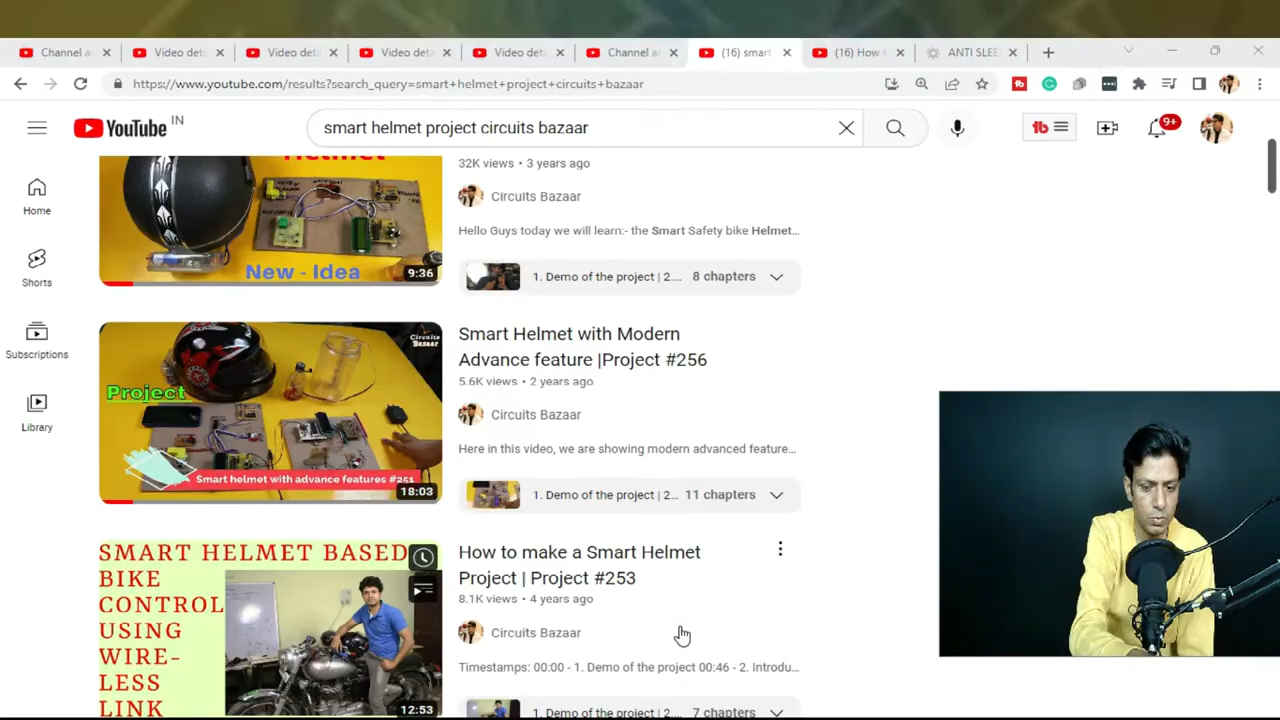 Channel a
Video deta
Video deta
Video deta
Video deta
Channel a
(16) smart
(16) How
ANTI SLEE
https://www.youtube.com/results?search_query=smart+helmet+project+circuits+bazaar
YouTube IN
smart helmet project circuits bazaar
tb
9+
Home
Shorts
Subscriptions
Library
Helmet
New - Idea
9:36
32K views • 3 years ago
Circuits Bazaar
Hello Guys today we will learn:- the Smart Safety bike Helmet...
1. Demo of the project | 2.... 8 chapters
Circuits
Bazaar
Project
Smart helmet with advance features #251
18:03
Smart Helmet with Modern
Advance feature |Project #256
5.6K views • 2 years ago
Circuits Bazaar
Here in this video, we are showing modern advanced feature...
1. Demo of the project | 2... 11 chapters
SMART HELMET BASED
BIKE
CONTROL
USING
WIRE-
LESS
LINK
12:53
How to make a Smart Helmet
Project | Project #253
8.1K views • 4 years ago
Circuits Bazaar
Timestamps: 00:00 - 1. Demo of the project 00:46 - 2. Introdu...
1. Demo of the project | 2... 7 chapters